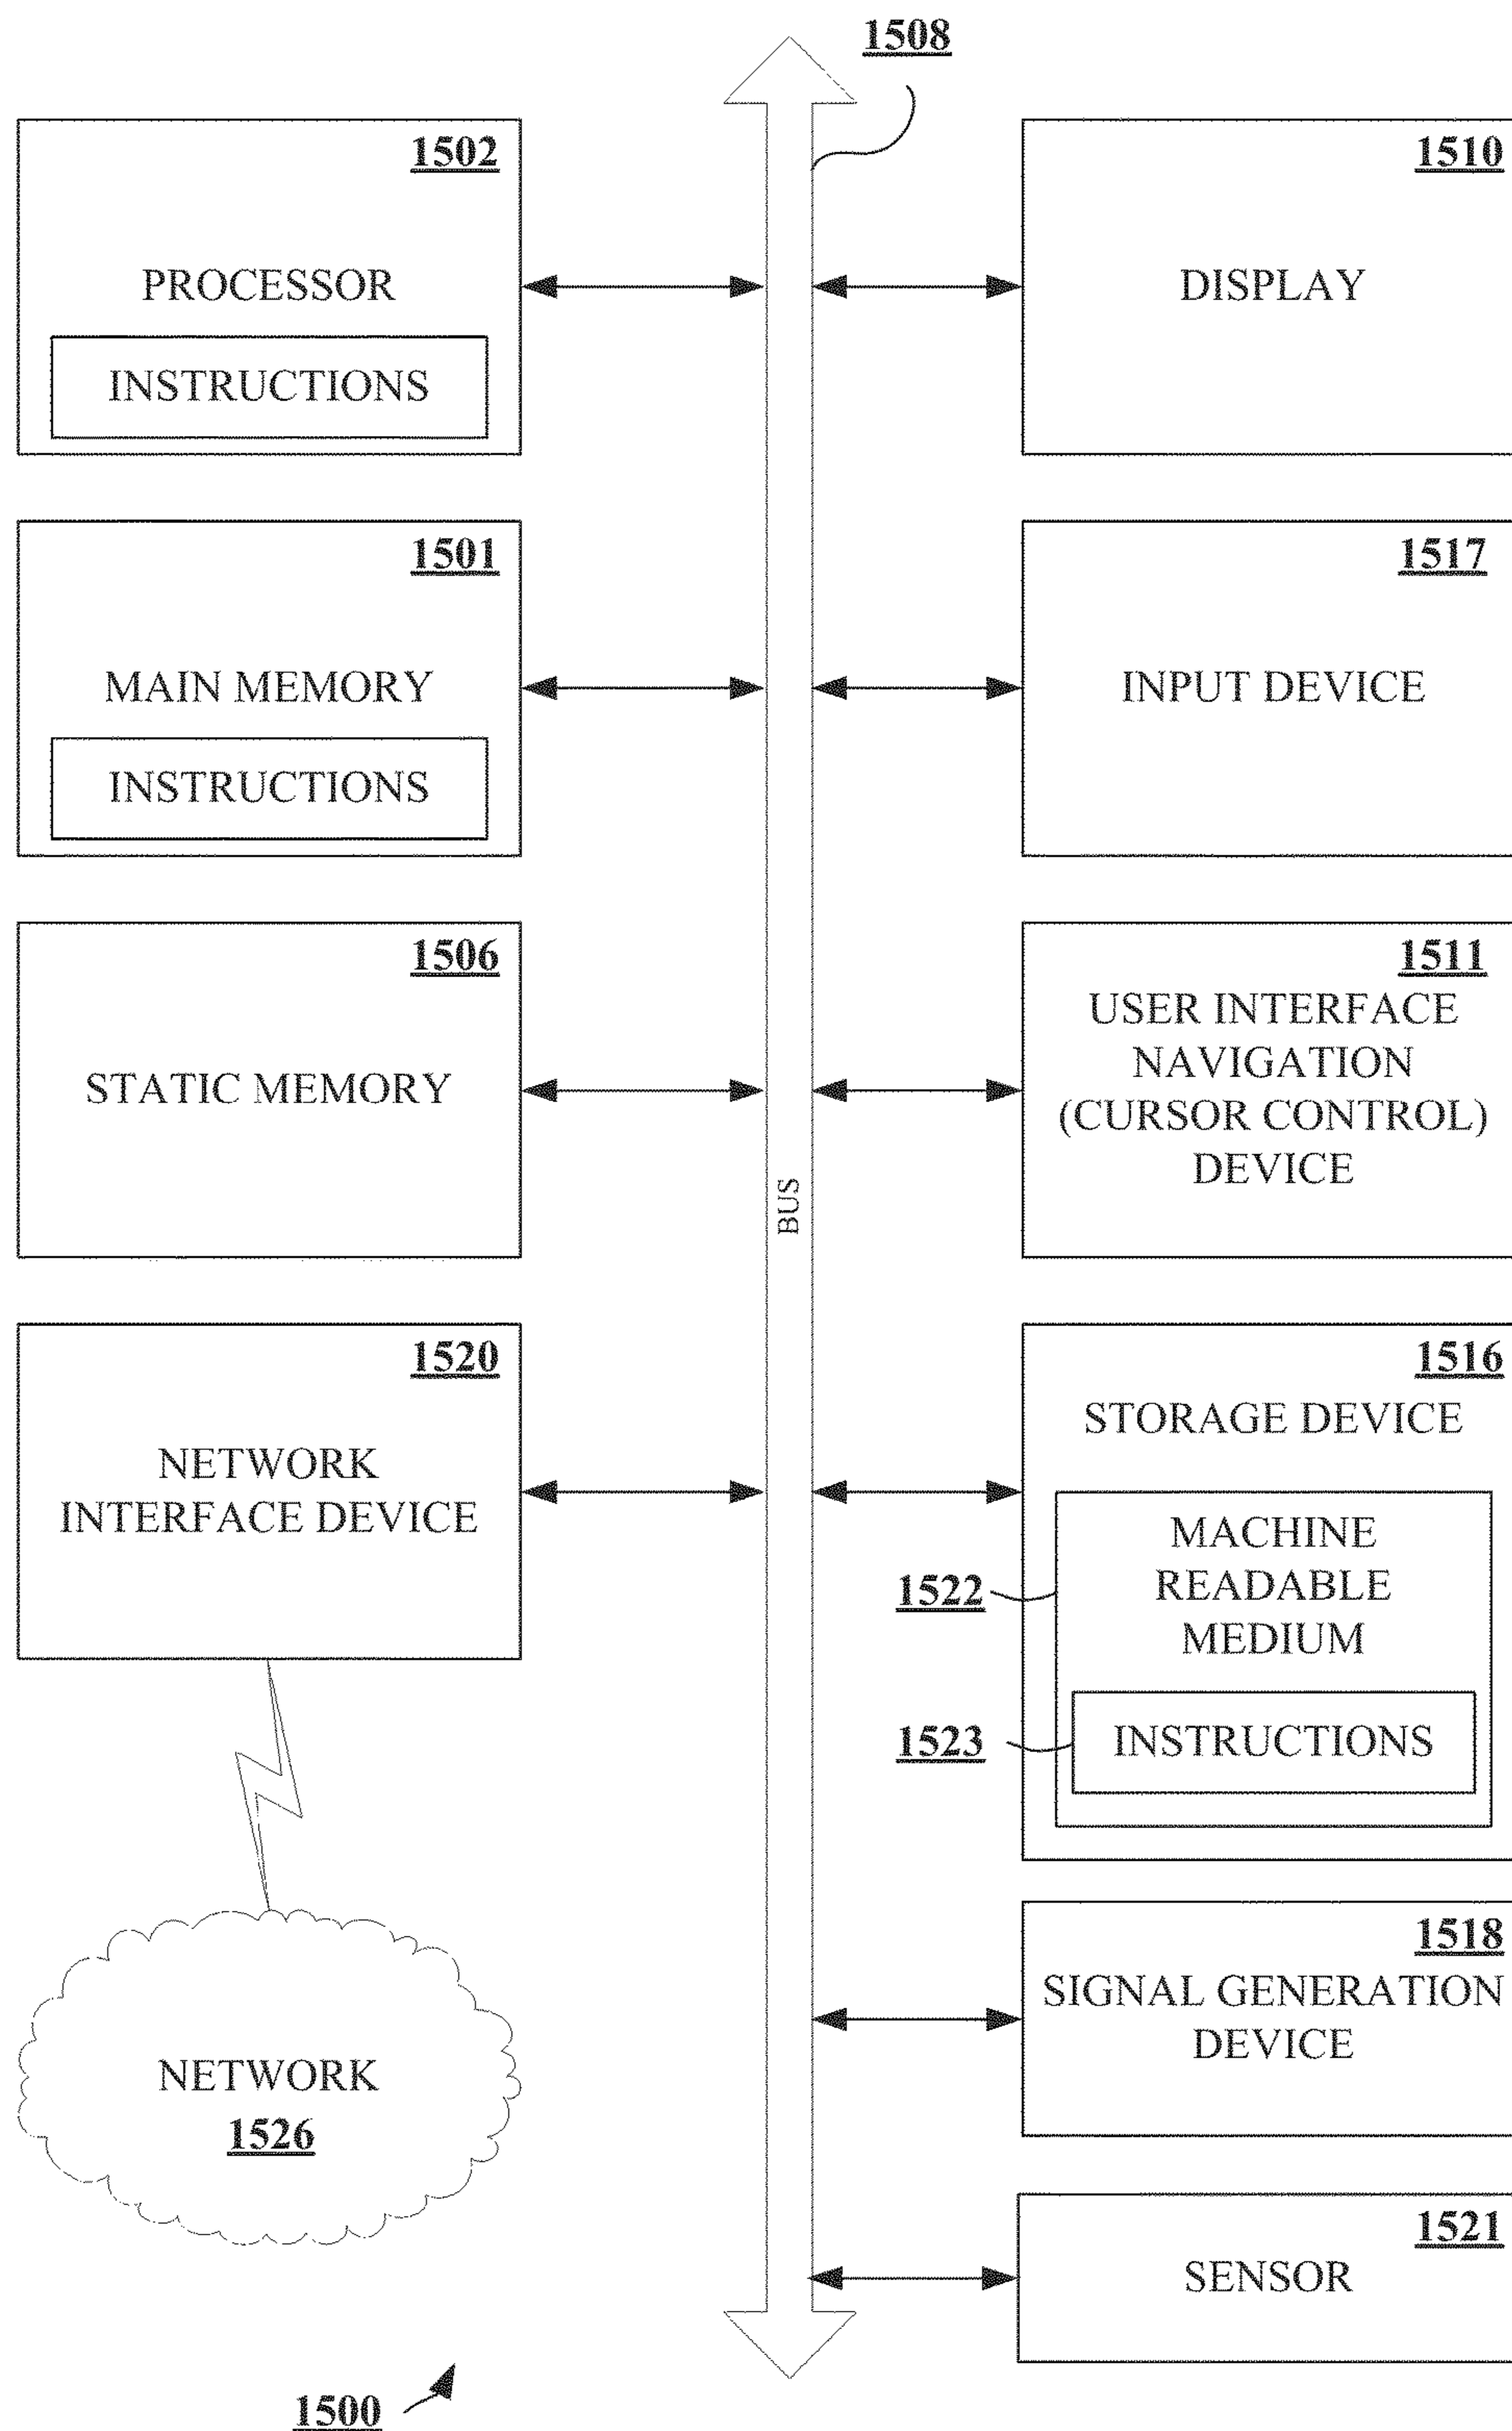 1508
1502
PROCESSOR
INSTRUCTIONS
1510
DISPLAY
1501
MAIN MEMORY
INSTRUCTIONS
1517
INPUT DEVICE
1506
STATIC MEMORY
1511
USER INTERFACE
NAVIGATION
(CURSOR CONTROL)
DEVICE
BUS
1520
NETWORK
INTERFACE DEVICE
1516
STORAGE DEVICE
MACHINE
READABLE
MEDIUM
1522
INSTRUCTIONS
1523
1518
SIGNAL GENERATION
DEVICE
NETWORK
1526
1521
SENSOR
1500